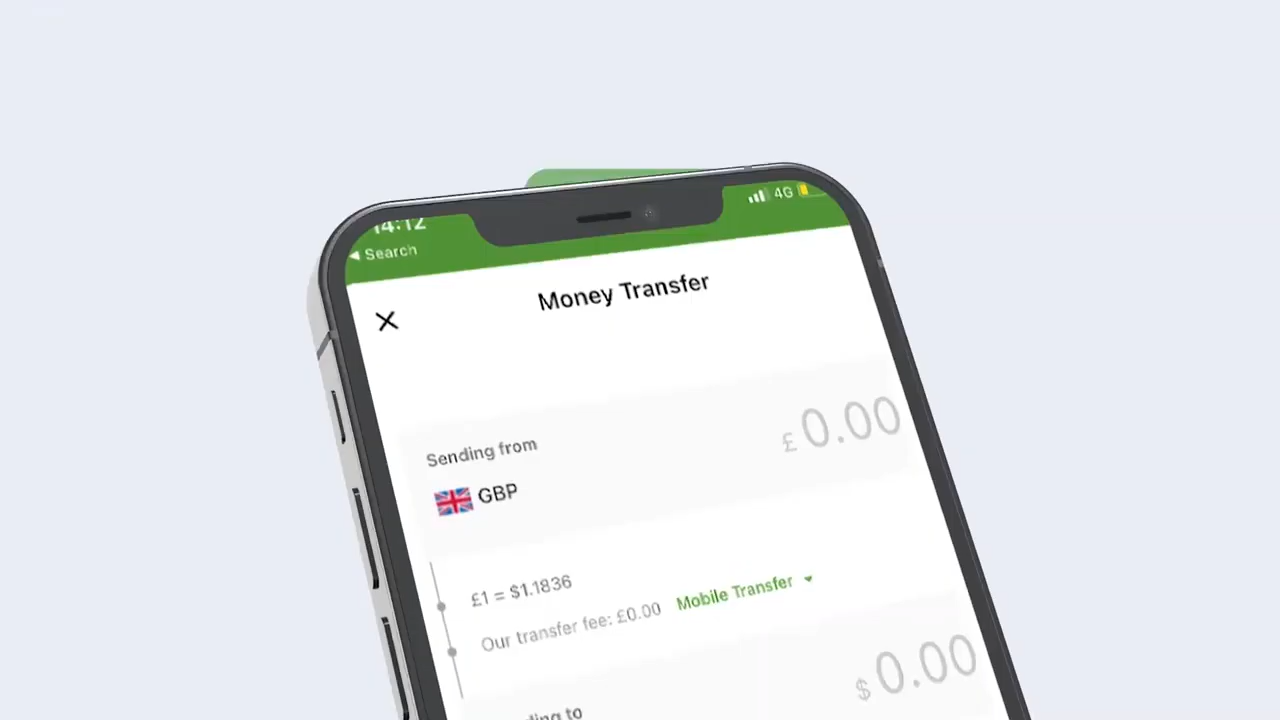 14:12
4G
◀ Search
Money Transfer
Sending from
£ 0.00
GBP
£1 = $1.1836
Our transfer fee: £0.00 Mobile Transfer
$ 0.00
to